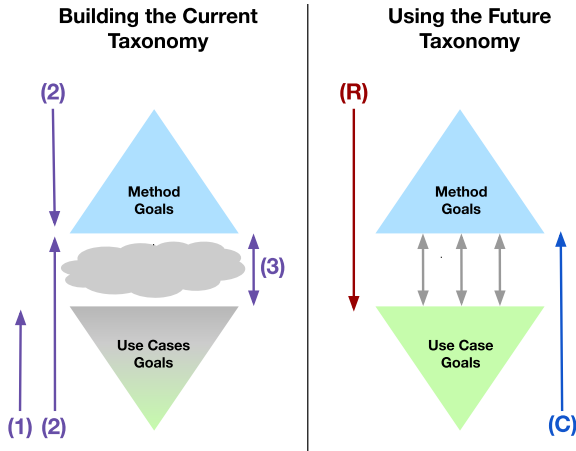 Building the Current
Taxonomy
(2)
Method
Goals
(3)
Use Cases
Goals
(1)
(2)
Using the Future
Taxonomy
(R)
Method
Goals
Use Case
Goals
(C)